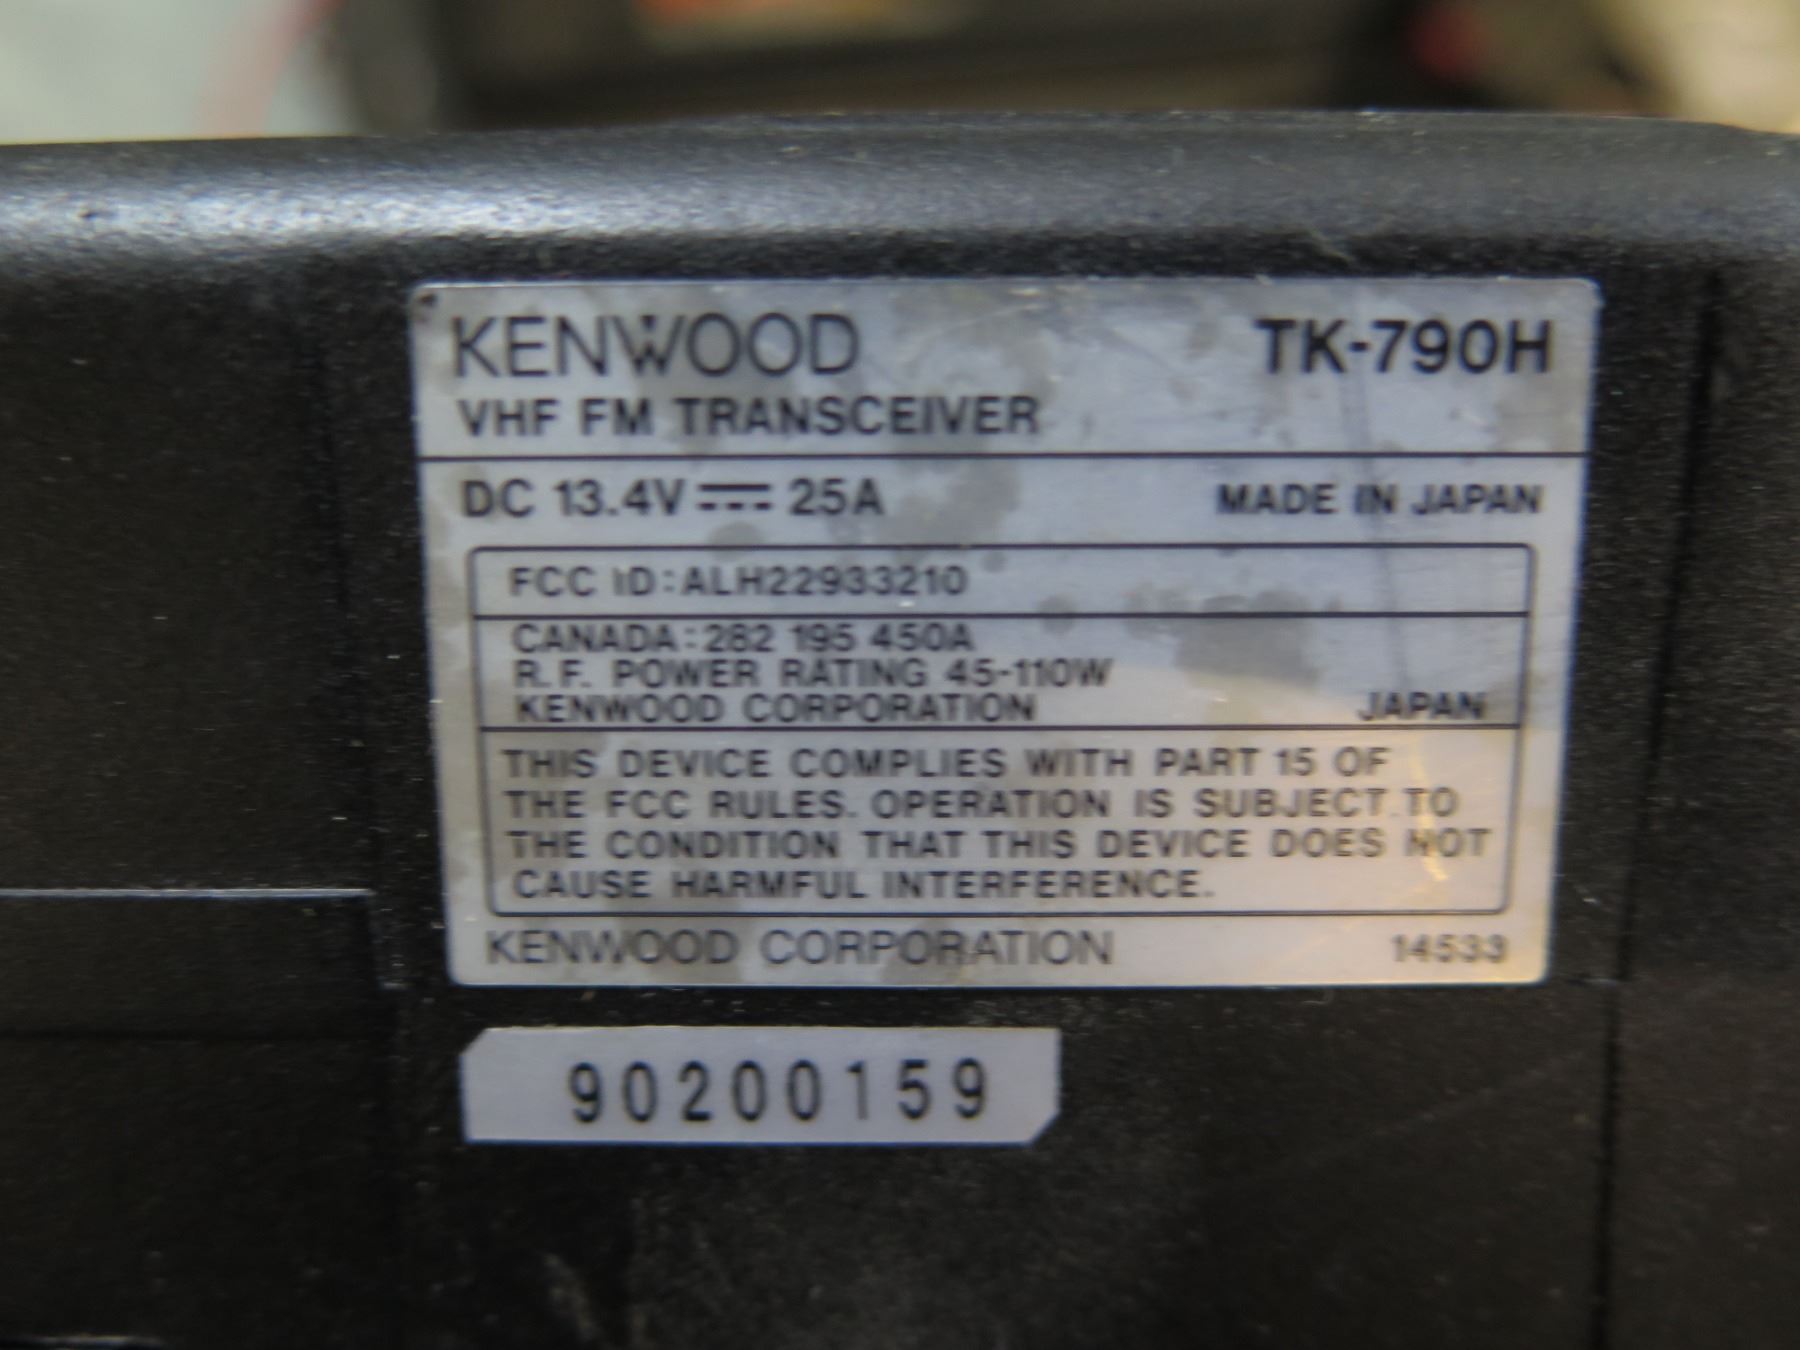 KENWOOD TK-790H
VHF FM TRANSCEIVER
DC 13.4V ⎓ 25A MADE IN JAPAN
FCC ID:ALH22933210
CANADA:282 195 450A
R.F. POWER RATING 45-110W
KENWOOD CORPORATION JAPAN
THIS DEVICE COMPLIES WITH PART 15 OF
THE FCC RULES. OPERATION IS SUBJECT TO
THE CONDITION THAT THIS DEVICE DOES NOT
CAUSE HARMFUL INTERFERENCE.
KENWOOD CORPORATION 14533
90200159